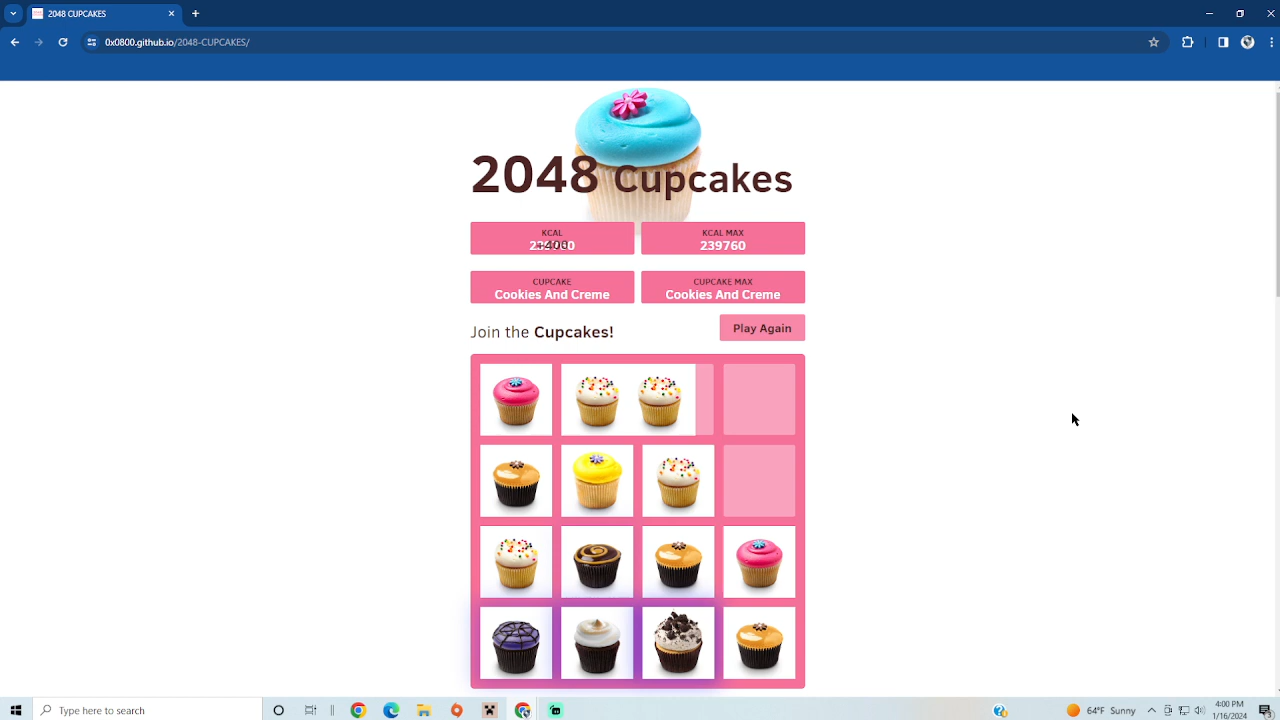 2048 CUPCAKES
0x0800.github.io/2048-CUPCAKES/
2048 Cupcakes
KCAL
KCAL MAX
239760
CUPCAKE
Cookies And Creme
CUPCAKE MAX
Cookies And Creme
Join the Cupcakes!
Play Again
Type here to search
64°F Sunny
4:00 PM
1/16/2024